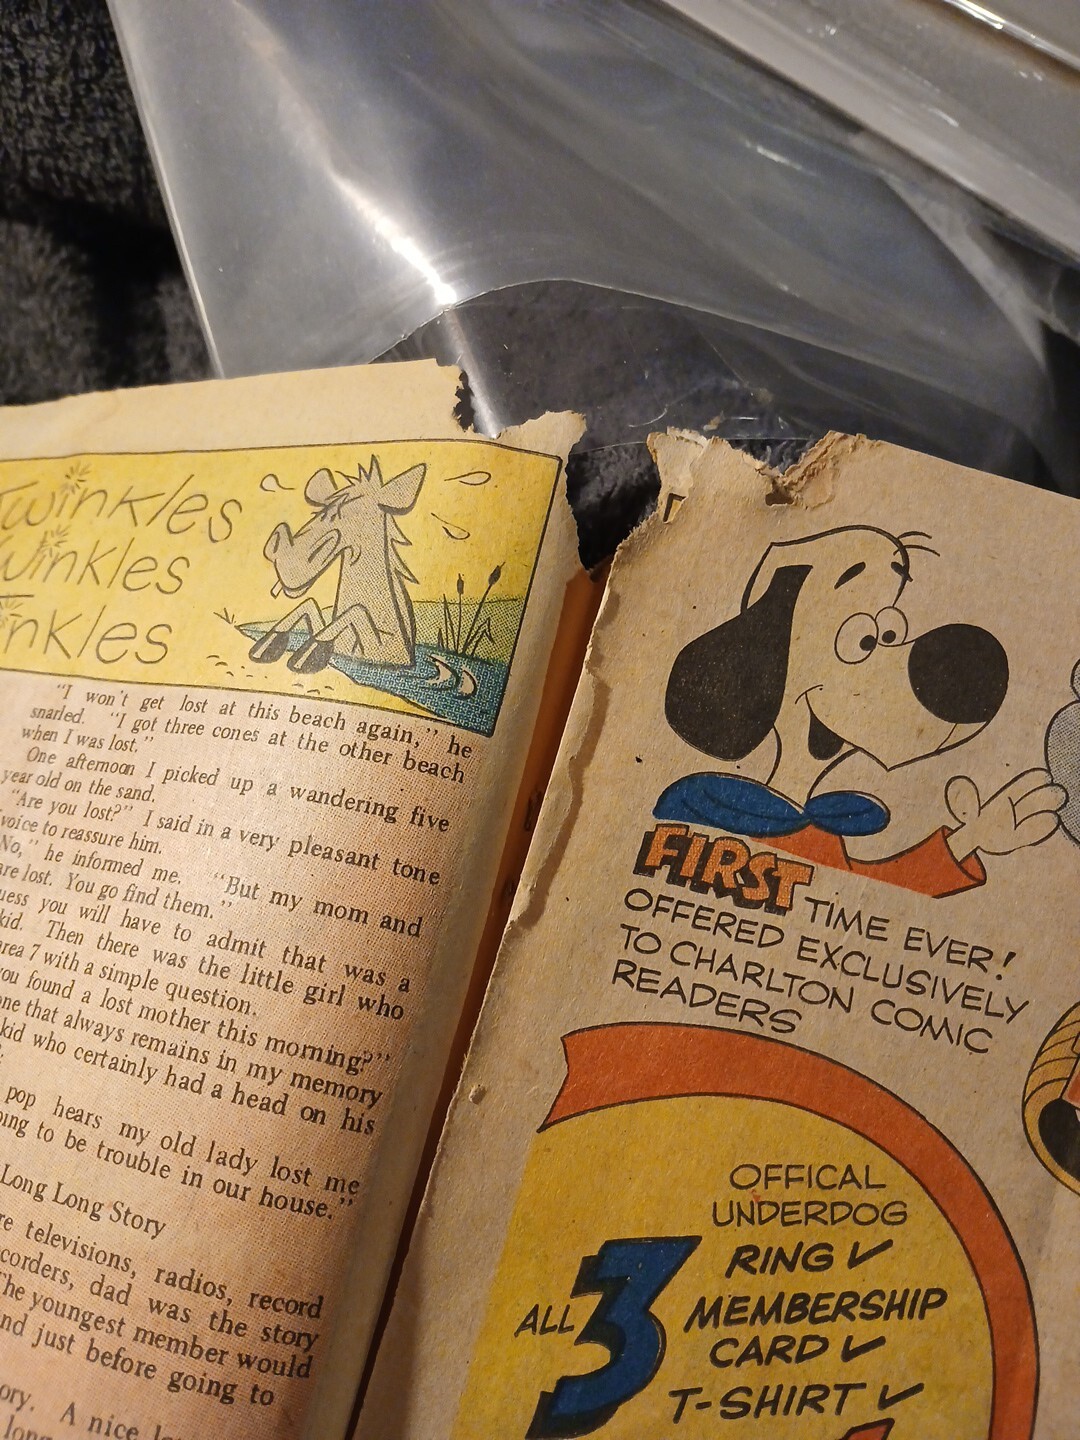 Twinkles
Winkles
inkles
"I won't get lost at this beach again," he
snarled. "I got three cones at the other beach
when I was lost."
One afternoon I picked up a wandering five
year old on the sand.
"Are you lost?" I said in a very pleasant tone
voice to reassure him.
No," he informed me. "But my mom and
are lost. You go find them."
uess you will have to admit that was a
kid. Then there was the little girl who
area 7 with a simple question.
you found a lost mother this morning?"
one that always remains in my memory
kid who certainly had a head on his
pop hears my old lady lost me
oing to be trouble in our house."
Long Long Story
re televisions, radios, record
corders, dad was the story
The youngest member would
nd just before going to
ory. A nice
long
FIRST TIME EVER!
OFFERED EXCLUSIVELY
TO CHARLTON COMIC
READERS
OFFICAL
UNDERDOG
RING ✓
ALL 3 MEMBERSHIP
CARD ✓
T-SHIRT ✓